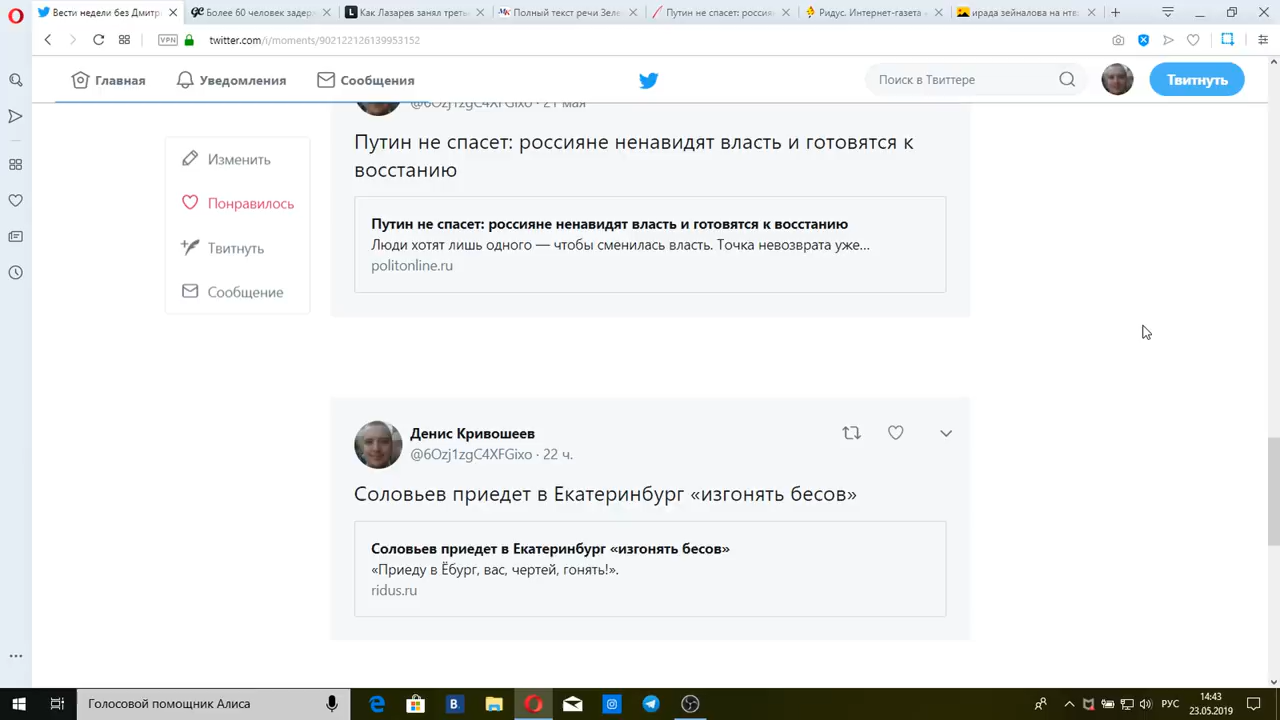 Вести недели без Дмитр
Более 60 человек задер
Как Лазарев занял треть
Полный текст речи Зеле
Путин не спасет: россия
Ридус. Интернет-газета
ирада зейналова на нтв
VPN
twitter.com/i/moments/902122126139953152
Главная
Уведомления
Сообщения
Поиск в Твиттере
Твитнуть
@6Ozj1zgC4XFGixo · 21 мая
Изменить
Понравилось
Твитнуть
Сообщение
Путин не спасет: россияне ненавидят власть и готовятся к
восстанию
Путин не спасет: россияне ненавидят власть и готовятся к восстанию
Люди хотят лишь одного — чтобы сменилась власть. Точка невозврата уже...
politonline.ru
Денис Кривошеев
@6Ozj1zgC4XFGixo · 22 ч.
Соловьев приедет в Екатеринбург «изгонять бесов»
Соловьев приедет в Екатеринбург «изгонять бесов»
«Приеду в Ёбург, вас, чертей, гонять!».
ridus.ru
Голосовой помощник Алиса
РУС
14:43
23.05.2019